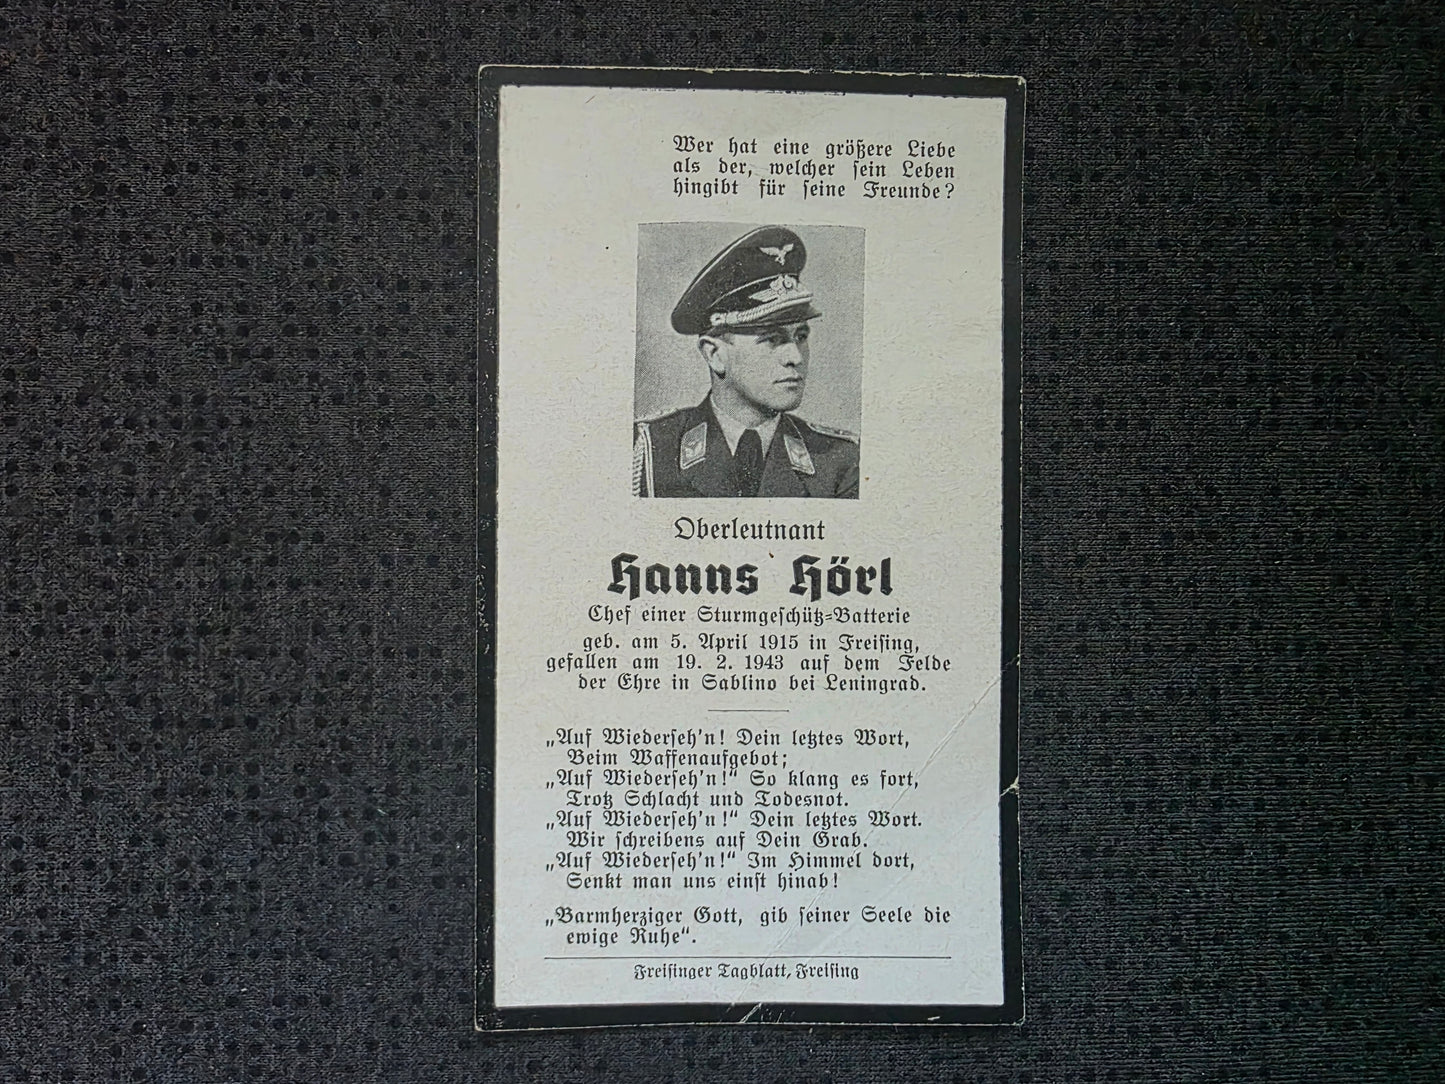 Wer hat eine größere Liebe
als der, welcher sein Leben
hingibt für seine Freunde?
Oberleutnant
Hanns Hörl
Chef einer Sturmgeschütz-Batterie
geb. am 5. April 1915 in Freising,
gefallen am 19. 2. 1943 auf dem Felde
der Ehre in Sablino bei Leningrad.
„Auf Wiederseh'n! Dein letztes Wort,
Beim Waffenaufgebot;
„Auf Wiederseh'n!“ So klang es fort,
Trotz Schlacht und Todesnot.
„Auf Wiederseh'n!“ Dein letztes Wort.
Wir schreibens auf Dein Grab.
„Auf Wiederseh'n!“ Im Himmel dort,
Senkt man uns einst hinab!
„Barmherziger Gott, gib seiner Seele die
ewige Ruhe“.
Freisinger Tagblatt, Freising